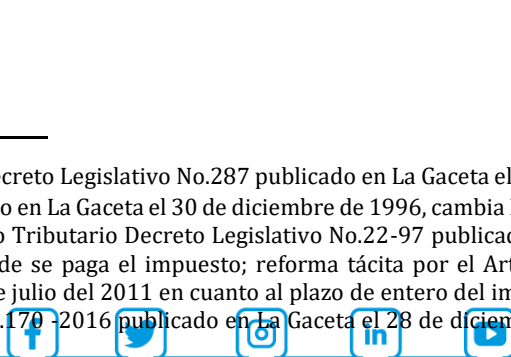 creto Legislativo No.287 publicado en La Gaceta el
o en La Gaceta el 30 de diciembre de 1996, cambia
o Tributario Decreto Legislativo No.22-97 publicad
de se paga el impuesto; reforma tácita por el Art
e julio del 2011 en cuanto al plazo de entero del im
.170 -2016 publicado en La Gaceta el 28 de diciem